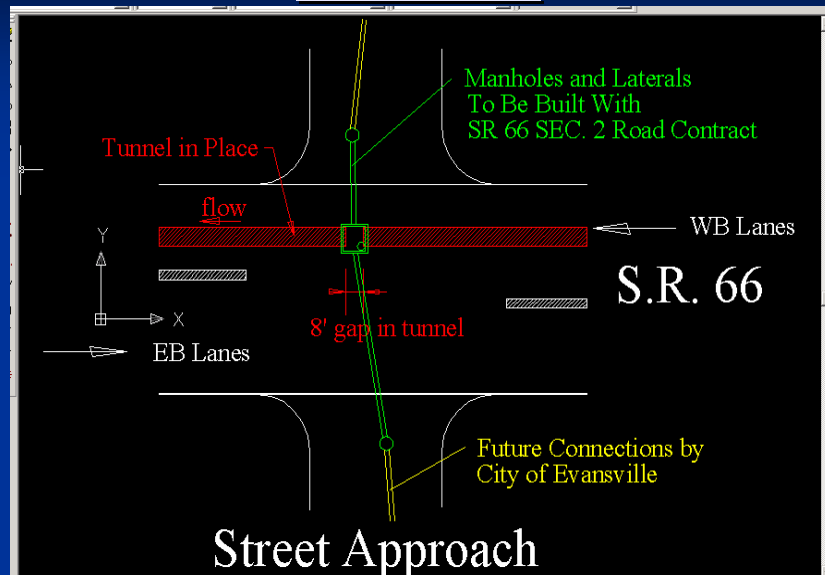 Manholes and Laterals
To Be Built With
SR 66 SEC. 2 Road Contract
Tunnel in Place
flow
WB Lanes
Y
S.R. 66
X
8' gap in tunnel
EB Lanes
Future Connections by
City of Evansville
Street Approach